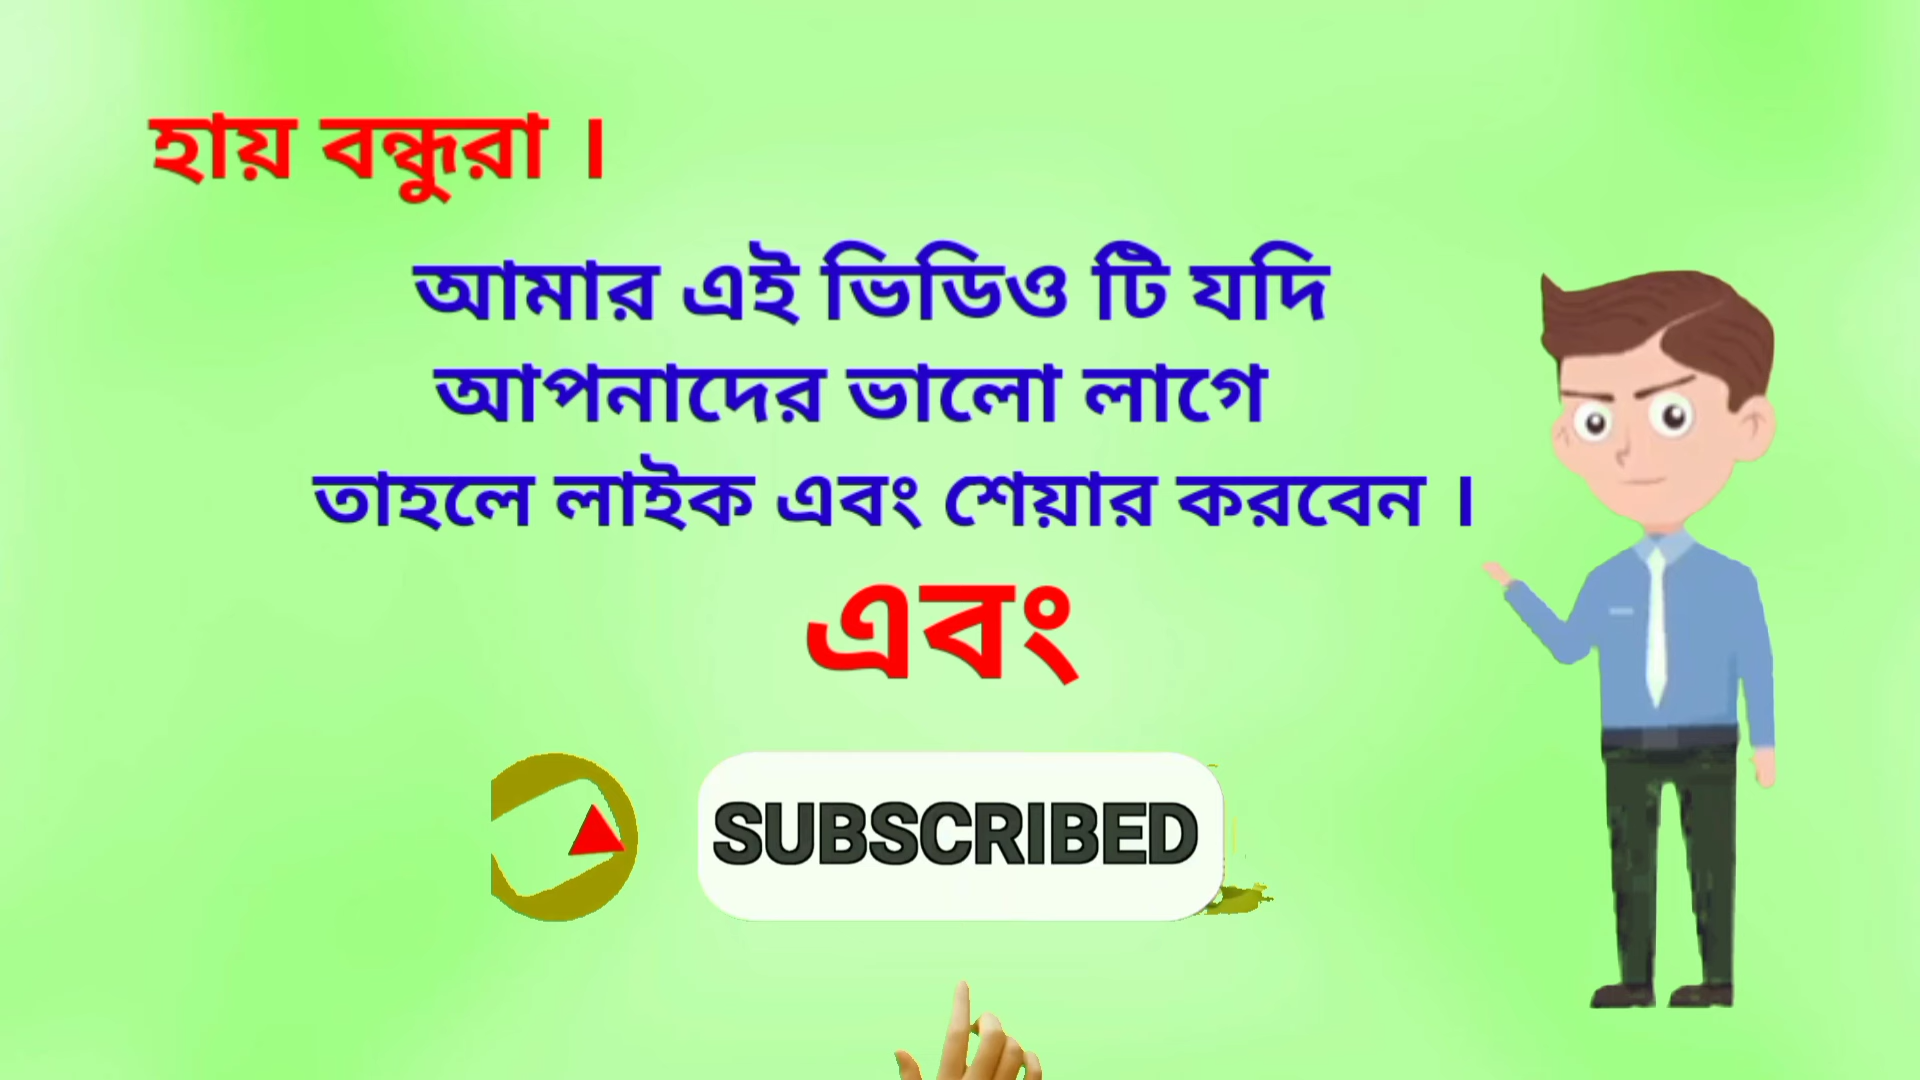 হায় বন্ধুরা ।
আমার এই ভিডিও টি যদি
আপনাদের ভালো লাগে
তাহলে লাইক এবং শেয়ার করবেন ।
এবং
SUBSCRIBED